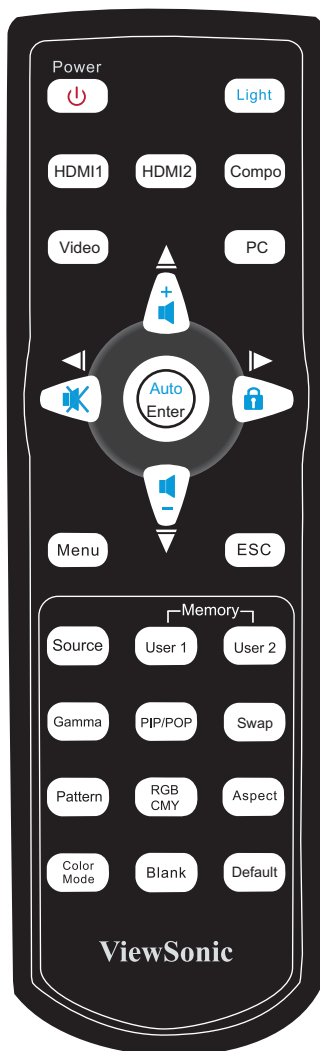 Power
Light
HDMI1 HDMI2 Compo
Video PC
+
Auto
Enter
-
Menu ESC
Memory
Source User 1 User 2
Gamma PIP/POP Swap
Pattern RGB CMY Aspect
Color Mode Blank Default
ViewSonic